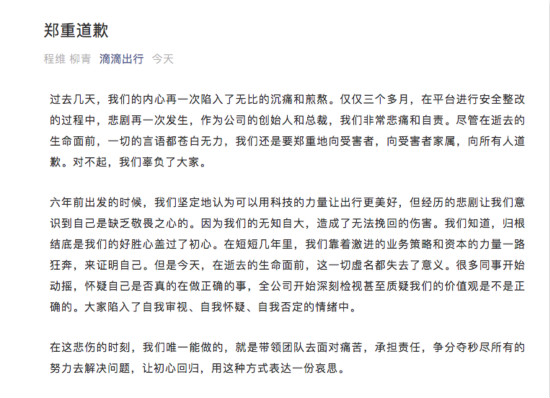 郑重道歉
程维 柳青 滴滴出行 今天
过去几天，我们的内心再一次陷入了无比的沉痛和煎熬。仅仅三个多月，在平台进行安全整改
的过程中，悲剧再一次发生，作为公司的创始人和总裁，我们非常悲痛和自责。尽管在逝去的
生命面前，一切的言语都苍白无力，我们还是要郑重地向受害者，向受害者家属，向所有人道
歉。对不起，我们辜负了大家。
六年前出发的时候，我们坚定地认为可以用科技的力量让出行更美好，但经历的悲剧让我们意
识到自己是缺乏敬畏之心的。因为我们的无知自大，造成了无法挽回的伤害。我们知道，归根
结底是我们的好胜心盖过了初心。在短短几年里，我们靠着激进的业务策略和资本的力量一路
狂奔，来证明自己。但是今天，在逝去的生命面前，这一切虚名都失去了意义。很多同事开始
动摇，怀疑自己是否真的在做正确的事，全公司开始深刻检视甚至质疑我们的价值观是不是正
确的。大家陷入了自我审视、自我怀疑、自我否定的情绪中。
在这悲伤的时刻，我们唯一能做的，就是带领团队去面对痛苦，承担责任，争分夺秒尽所有的
努力去解决问题，让初心回归，用这种方式表达一份哀思。